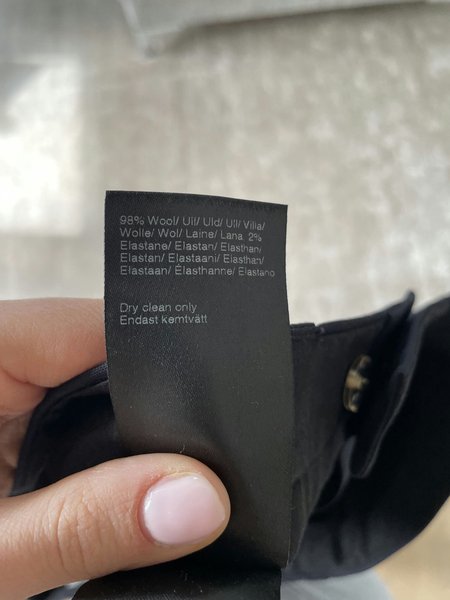 98% Wool/ Ull/ Uld/ Ull/ Villa/
Wolle/ Wol/ Laine/ Lana 2%
Elastane/ Elastan/ Elasthan/
Elastan/ Elastaani/ Elasthan/
Elastaan/ Élasthanne/ Elastano
Dry clean only
Endast kemtvätt